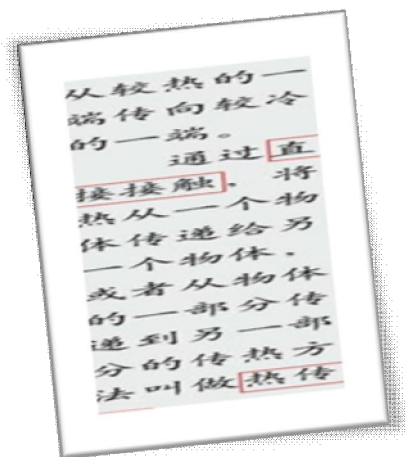 从较热的一
端传向较冷
的一端。
通过直
接接触，将
热从一个物
体传递给另
一个物体，
或者从物体
的一部分传
递到另一部
分的传热方
法叫做热传